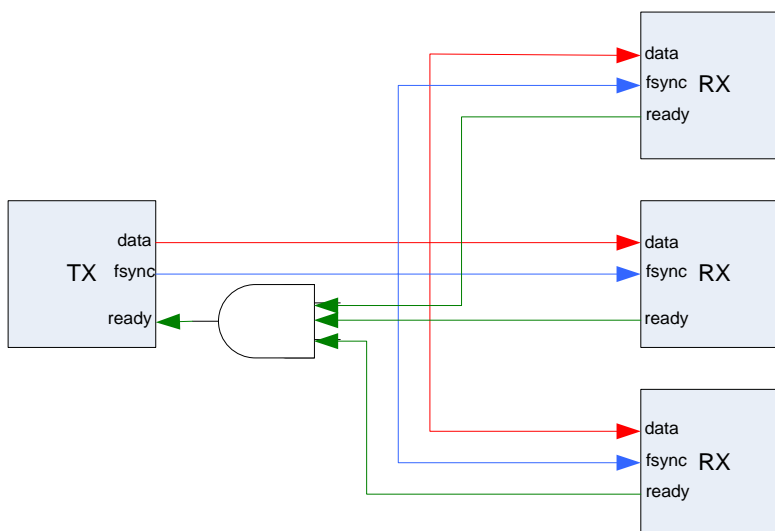 data
fsync RX
ready
data
TX fsync
ready
data
fsync RX
ready
data
fsync RX
ready